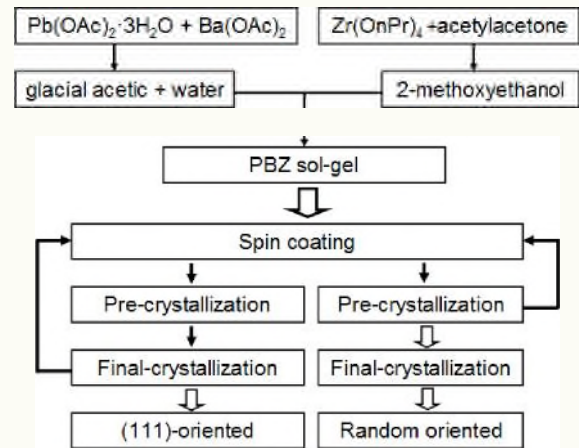 Pb(OAc)₂·3H₂O + Ba(OAc)₂
Zr(OnPr)₄ +acetylacetone
glacial acetic + water
2-methoxyethanol
PBZ sol-gel
Spin coating
Pre-crystallization
Pre-crystallization
Final-crystallization
Final-crystallization
(111)-oriented
Random oriented